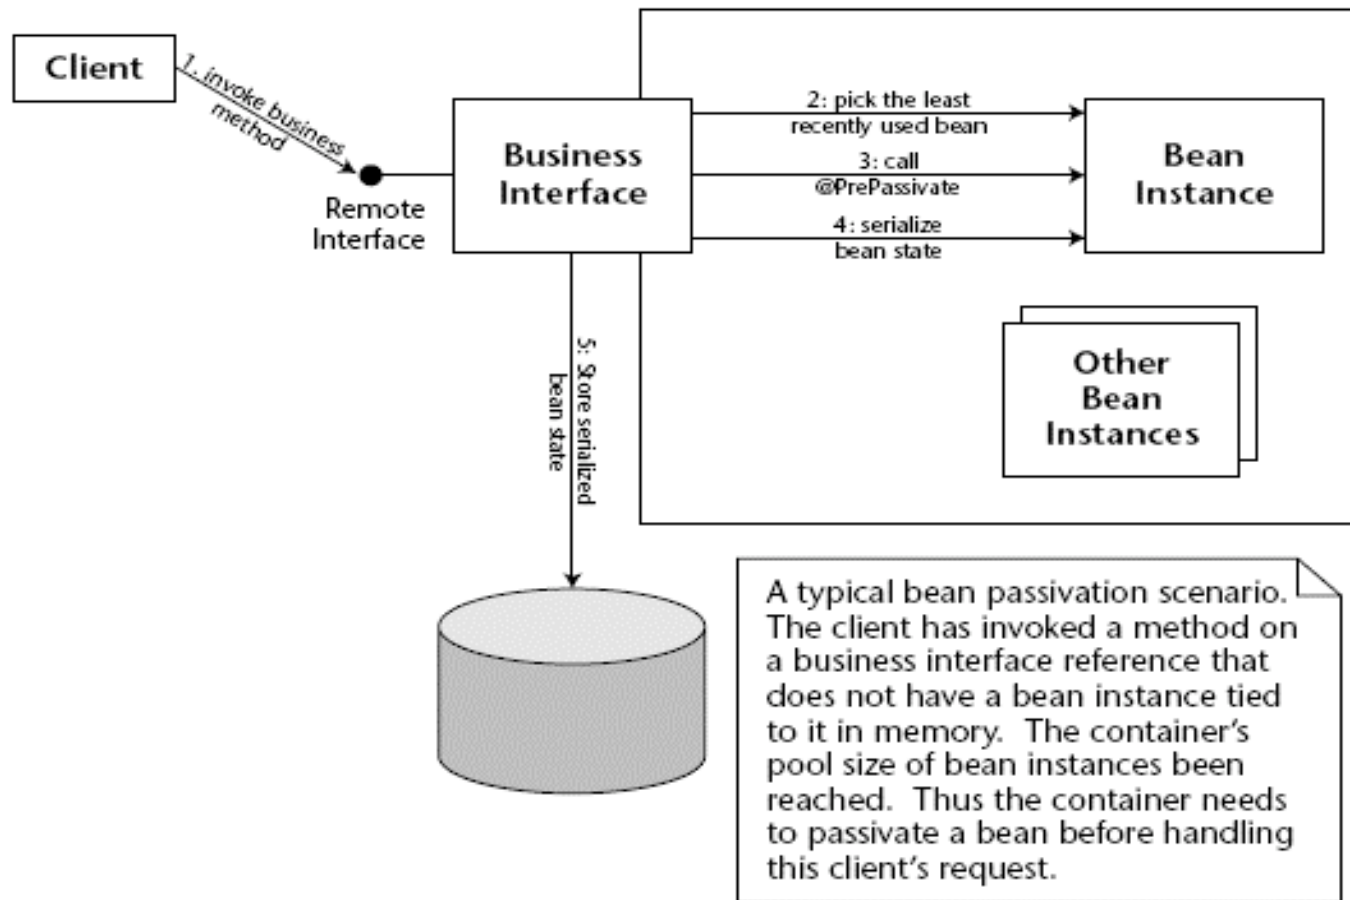 Client
1. invoke business
method
Remote
Interface
Business
Interface
2: pick the least
recently used bean
3: call
@PrePassivate
4: serialize
bean state
Bean
Instance
Other
Bean
Instances
5: Store serialized
bean state
A typical bean passivation scenario.
The client has invoked a method on
a business interface reference that
does not have a bean instance tied
to it in memory. The container's
pool size of bean instances been
reached. Thus the container needs
to passivate a bean before handling
this client's request.